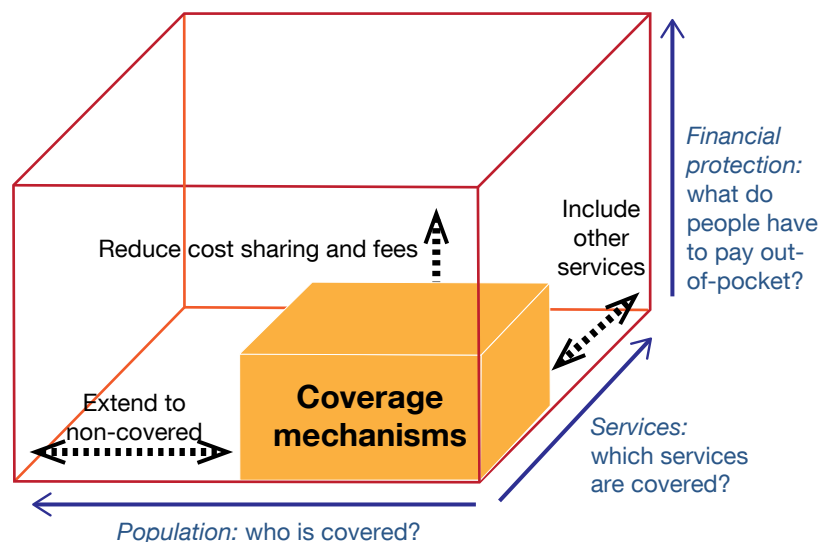 Financial
protection:
what do
people have
to pay out-
of-pocket?
Include
other
services
Reduce cost sharing and fees
Extend to
non-covered
Coverage
mechanisms
Services:
which services
are covered?
Population: who is covered?